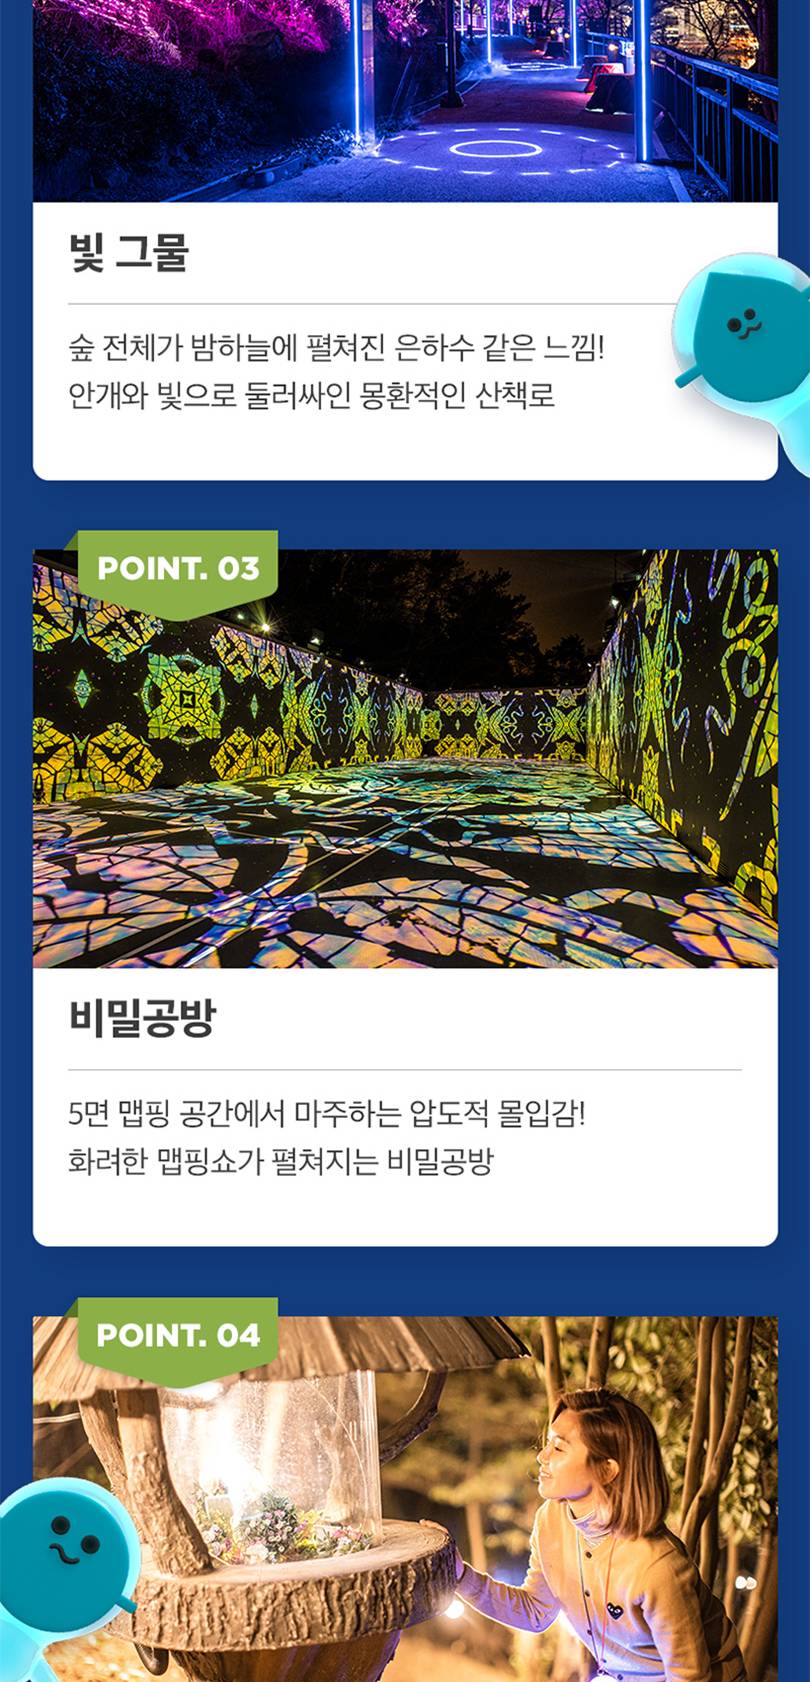 빛 그물
숲 전체가 밤하늘에 펼쳐진 은하수 같은 느낌!
안개와 빛으로 둘러싸인 몽환적인 산책로
POINT. 03
비밀공방
5면 맵핑 공간에서 마주하는 압도적 몰입감!
화려한 맵핑쇼가 펼쳐지는 비밀공방
POINT. 04